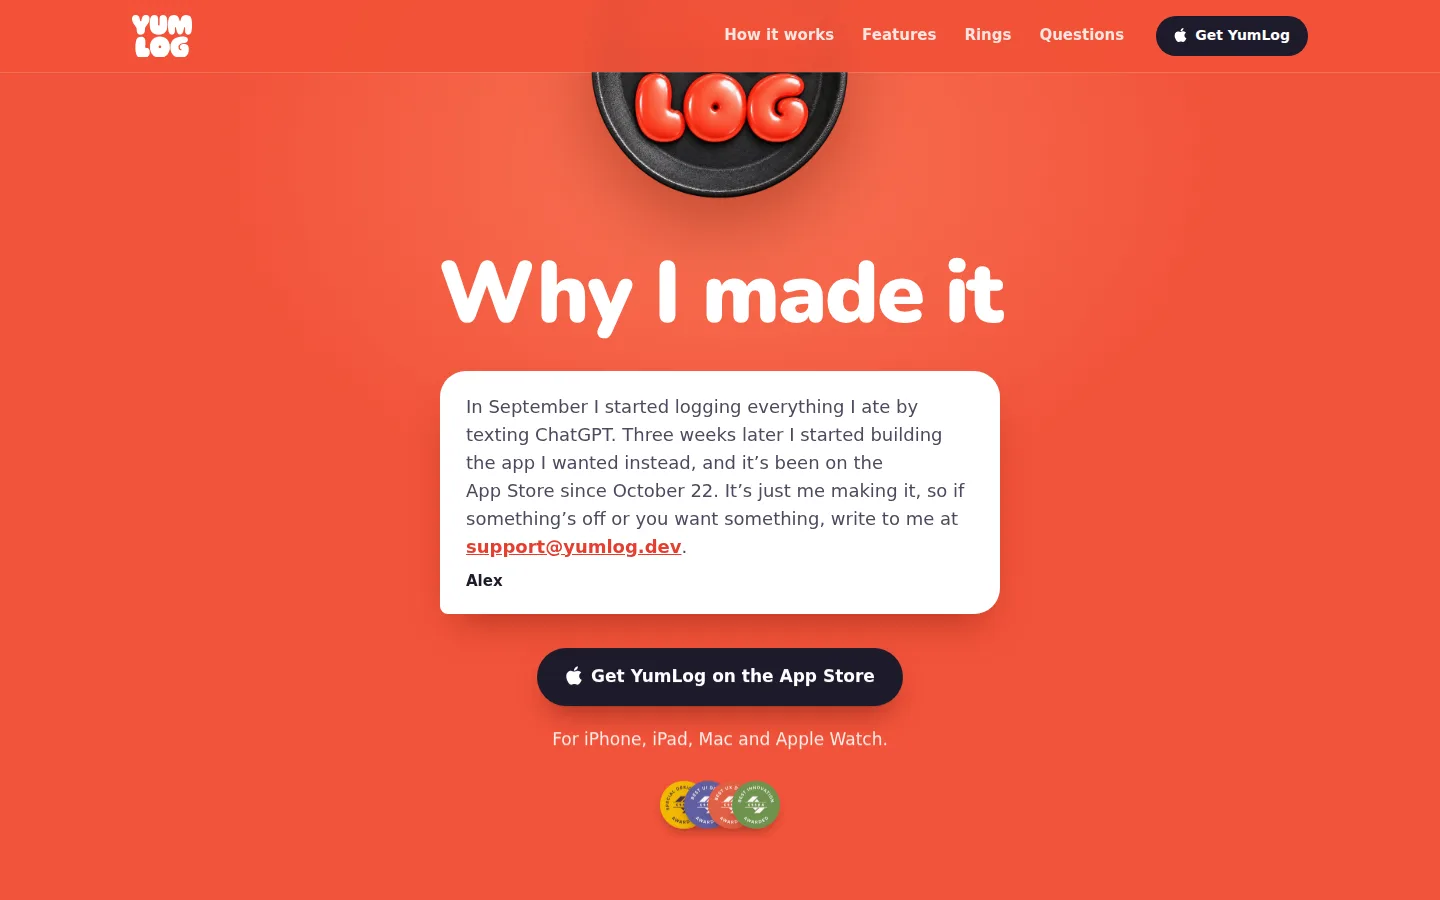 YUM
LOG
How it works
Features
Rings
Questions
Get YumLog
LOG
Why I made it
In September I started logging everything I ate by
texting ChatGPT. Three weeks later I started building
the app I wanted instead, and it’s been on the
App Store since October 22. It’s just me making it, so if
something’s off or you want something, write to me at
support@yumlog.dev.
Alex
Get YumLog on the App Store
For iPhone, iPad, Mac and Apple Watch.
BEST INNOVATION
AWARDED